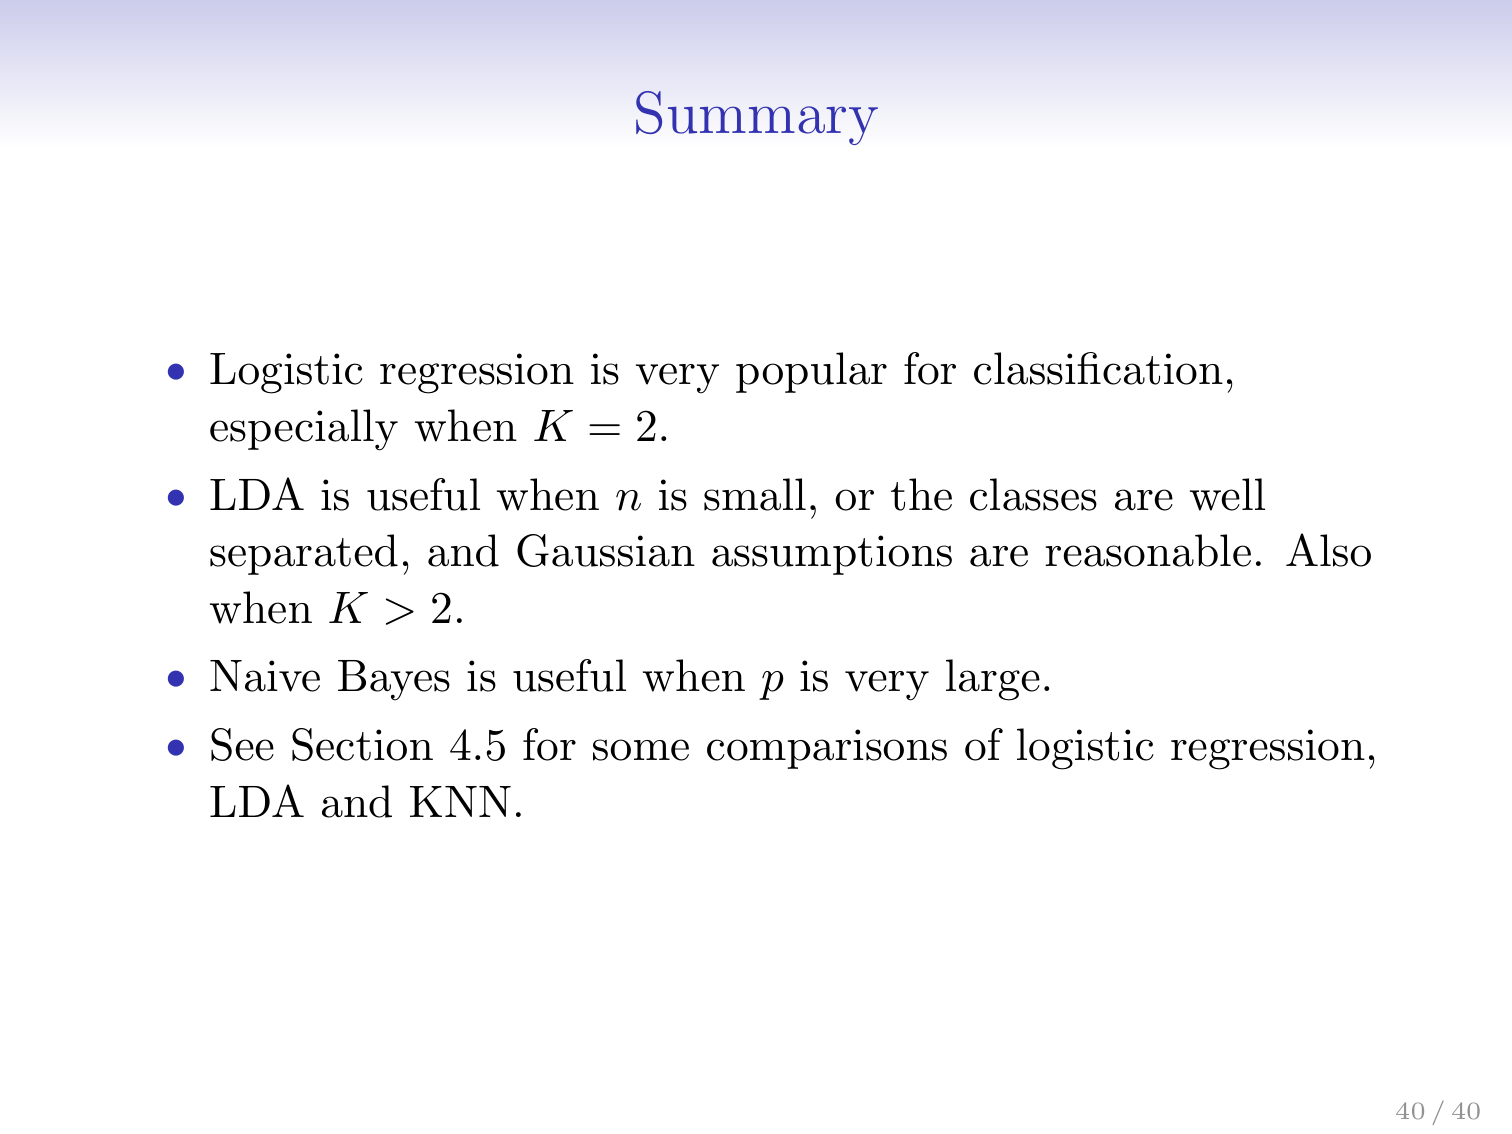 Summary
• Logistic regression is very popular for classification,
especially when K = 2.
• LDA is useful when n is small, or the classes are well
separated, and Gaussian assumptions are reasonable. Also
when K > 2.
• Naive Bayes is useful when p is very large.
• See Section 4.5 for some comparisons of logistic regression,
LDA and KNN.
40 / 40